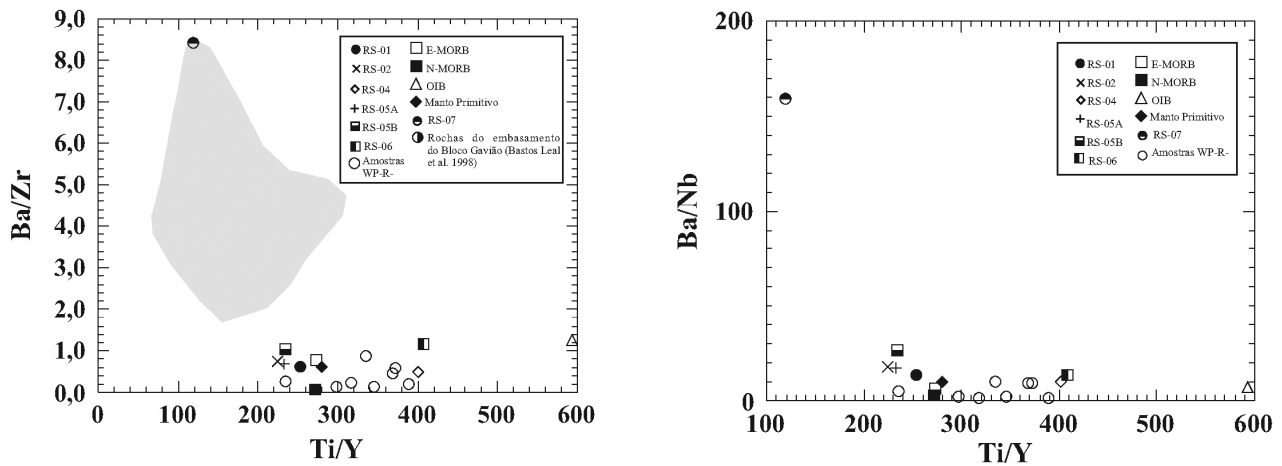 9,0
8,0
7,0
6,0
5,0
4,0
3,0
2,0
1,0
0,0
Ba/Zr
0
100
200
300
400
500
600
Ti/Y
RS-01
RS-02
RS-04
RS-05A
RS-05B
RS-06
Amostras
WP-R-
E-MORB
N-MORB
OIB
Manto Primitivo
RS-07
Rochas do embasamento
do Bloco Gavião (Bastos Leal
et al. 1998)
200
100
0
Ba/Nb
100
200
300
400
500
600
Ti/Y
RS-01
RS-02
RS-04
RS-05A
RS-05B
RS-06
E-MORB
N-MORB
OIB
Manto Primitivo
RS-07
Amostras WP-R-